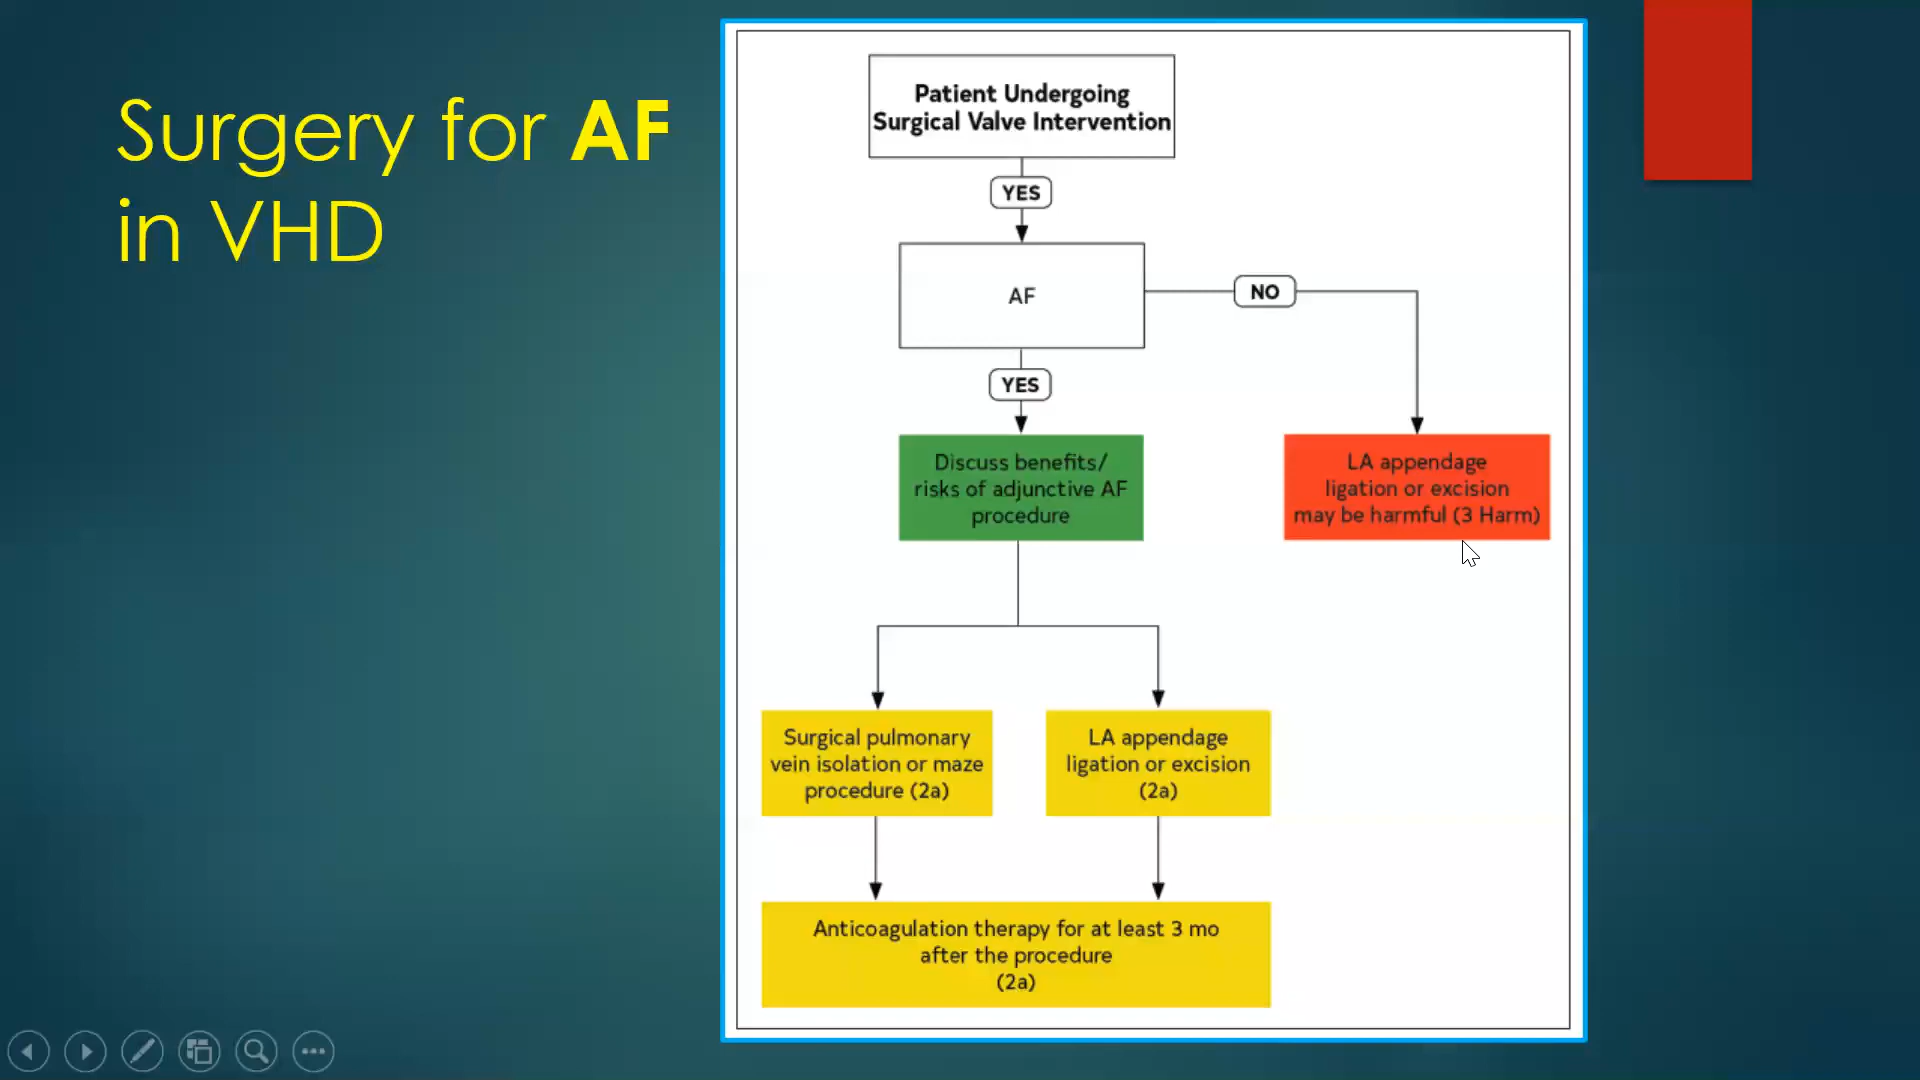 Surgery for AF
in VHD
Patient Undergoing
Surgical Valve Intervention
YES
AF
NO
YES
Discuss benefits/
risks of adjunctive AF
procedure
LA appendage
ligation or excision
may be harmful (3 Harm)
Surgical pulmonary
vein isolation or maze
procedure (2a)
LA appendage
ligation or excision
(2a)
Anticoagulation therapy for at least 3 mo
after the procedure
(2a)